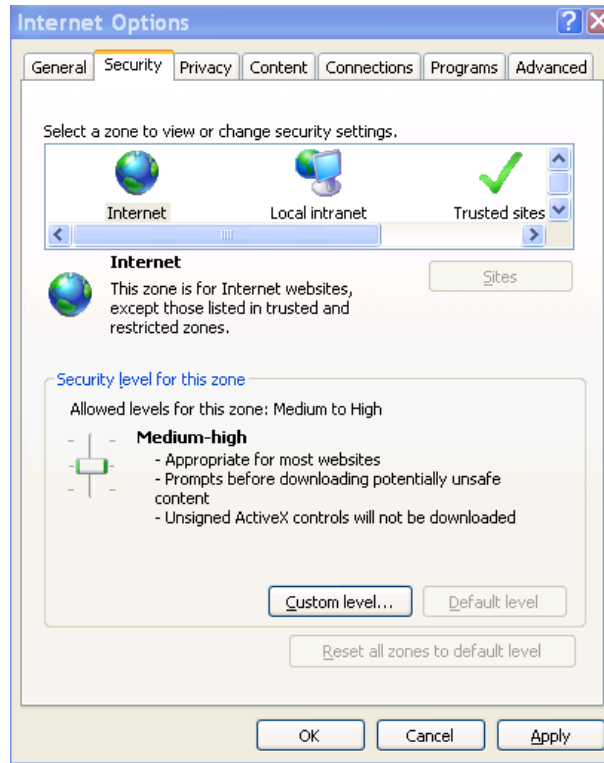 Internet Options
General Security Privacy Content Connections Programs Advanced
Select a zone to view or change security settings.
Internet Local intranet Trusted sites
Internet
Sites
This zone is for Internet websites,
except those listed in trusted and
restricted zones.
Security level for this zone
Allowed levels for this zone: Medium to High
Medium-high
- Appropriate for most websites
- Prompts before downloading potentially unsafe
content
- Unsigned ActiveX controls will not be downloaded
Custom level... Default level
Reset all zones to default level
OK Cancel Apply